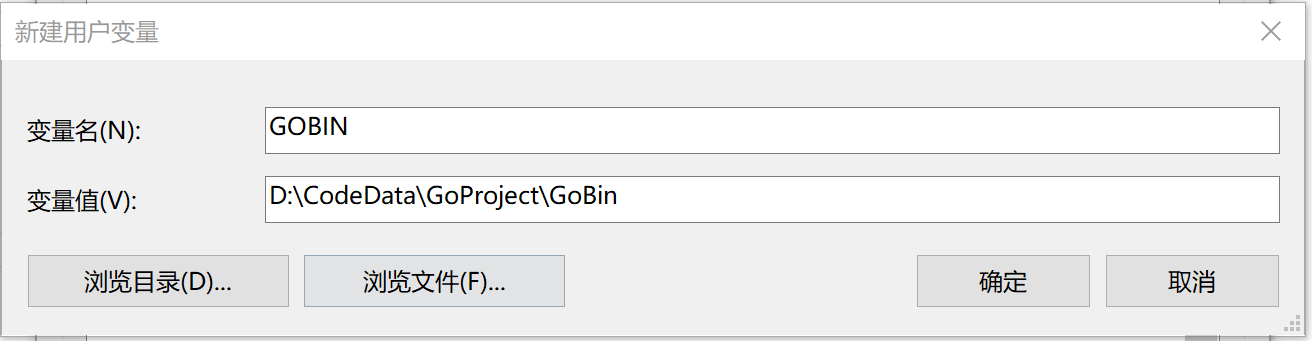 新建用户变量
变量名(N):
GOBIN
变量值(V):
D:\CodeData\GoProject\GoBin
浏览目录(D)...
浏览文件(F)...
确定
取消